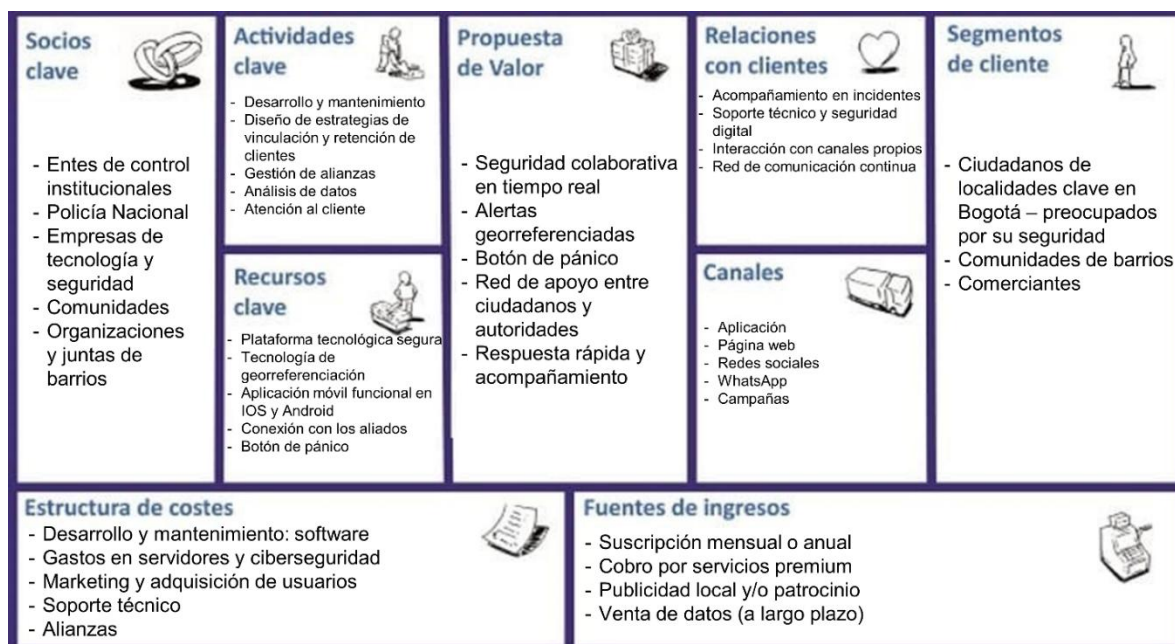 Socios
clave
- Entes de control
institucionales
- Policía Nacional
- Empresas de
tecnología y
seguridad
- Comunidades
- Organizaciones
y juntas de
barrios
Actividades
clave
- Desarrollo y mantenimiento
- Diseño de estrategias de
vinculación y retención de
clientes
- Gestión de alianzas
- Análisis de datos
- Atención al cliente
Recursos
clave
- Plataforma tecnológica segura
- Tecnología de
georreferenciación
- Aplicación móvil funcional en
IOS y Android
- Conexión con los aliados
- Botón de pánico
Propuesta
de Valor
- Seguridad colaborativa
en tiempo real
- Alertas
georreferenciadas
- Botón de pánico
- Red de apoyo entre
ciudadanos y
autoridades
- Respuesta rápida y
acompañamiento
Relaciones
con clientes
- Acompañamiento en incidentes
- Soporte técnico y seguridad
digital
- Interacción con canales propios
- Red de comunicación continua
Canales
- Aplicación
- Página web
- Redes sociales
- WhatsApp
- Campañas
Segmentos
de cliente
- Ciudadanos de
localidades clave en
Bogotá – preocupados
por su seguridad
- Comunidades de barrios
- Comerciantes
Estructura de costes
- Desarrollo y mantenimiento: software
- Gastos en servidores y ciberseguridad
- Marketing y adquisición de usuarios
- Soporte técnico
- Alianzas
Fuentes de ingresos
- Suscripción mensual o anual
- Cobro por servicios premium
- Publicidad local y/o patrocinio
- Venta de datos (a largo plazo)